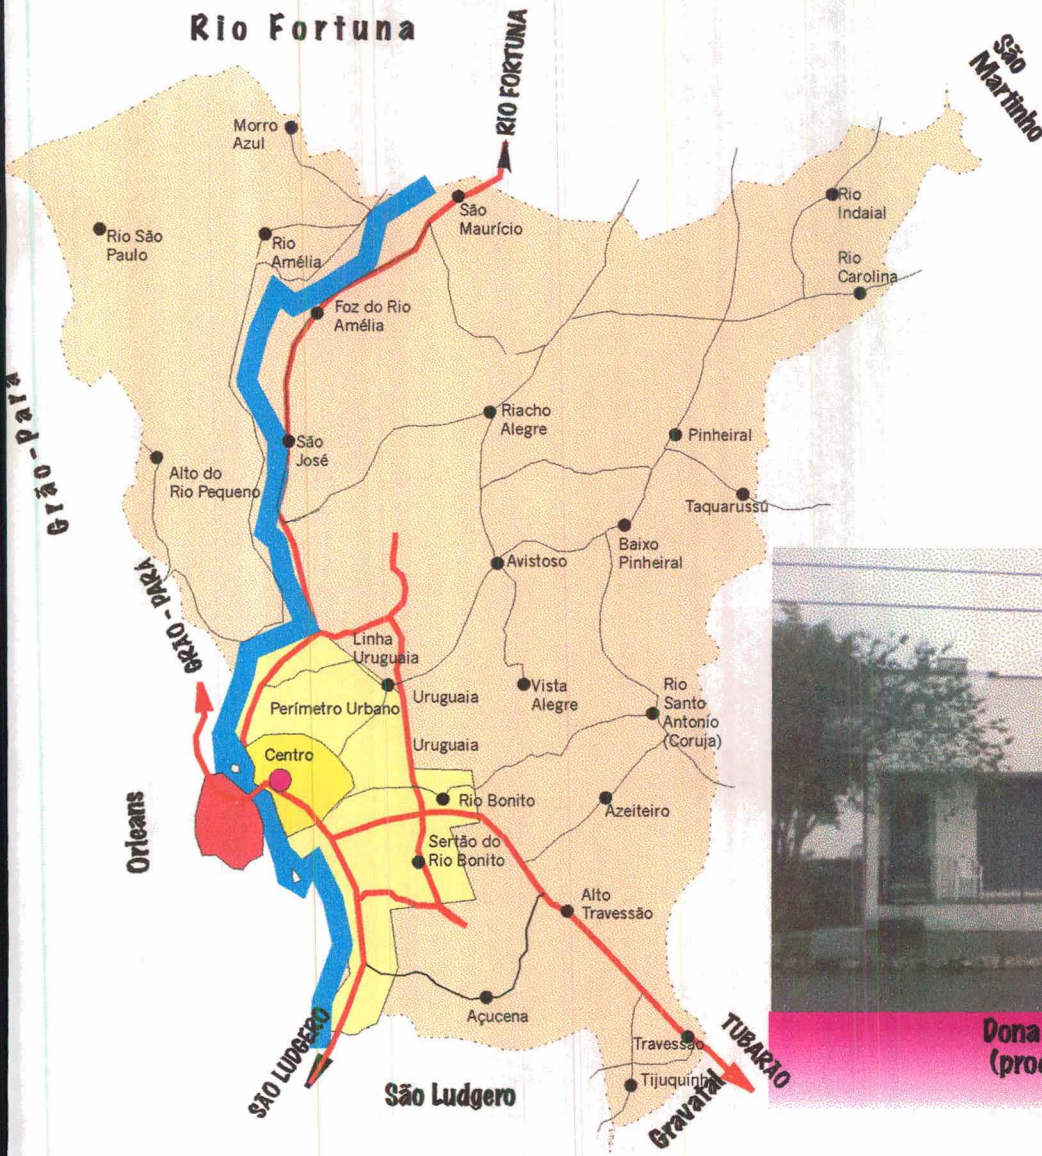 Rio Fortuna
RIO FORTUNA
São
Martinho
Morro
Azul
São
Maurício
Rio
Indaial
Rio São
Paulo
Rio
Amélia
Rio
Carolina
Foz do Rio
Amélia
Grão-pará
Riacho
Alegre
Pinheiral
São
José
Alto do
Rio Pequeno
Taquarussú
Baixo
Pinheiral
Avistoso
GRÃO-PARÁ
Linha
Uruguaia
Uruguaia
Perímetro Urbano
Vista
Alegre
Rio
Santo
Antonio
(Coruja)
Uruguaia
Centro
Orleans
Rio Bonito
Azeiteiro
Sertão do
Rio Bonito
Alto
Travessão
Açucena
SÃO LUDGERO
São Ludgero
Travessão
TUBARÃO
Tijuquinha
Gravatal
Dona